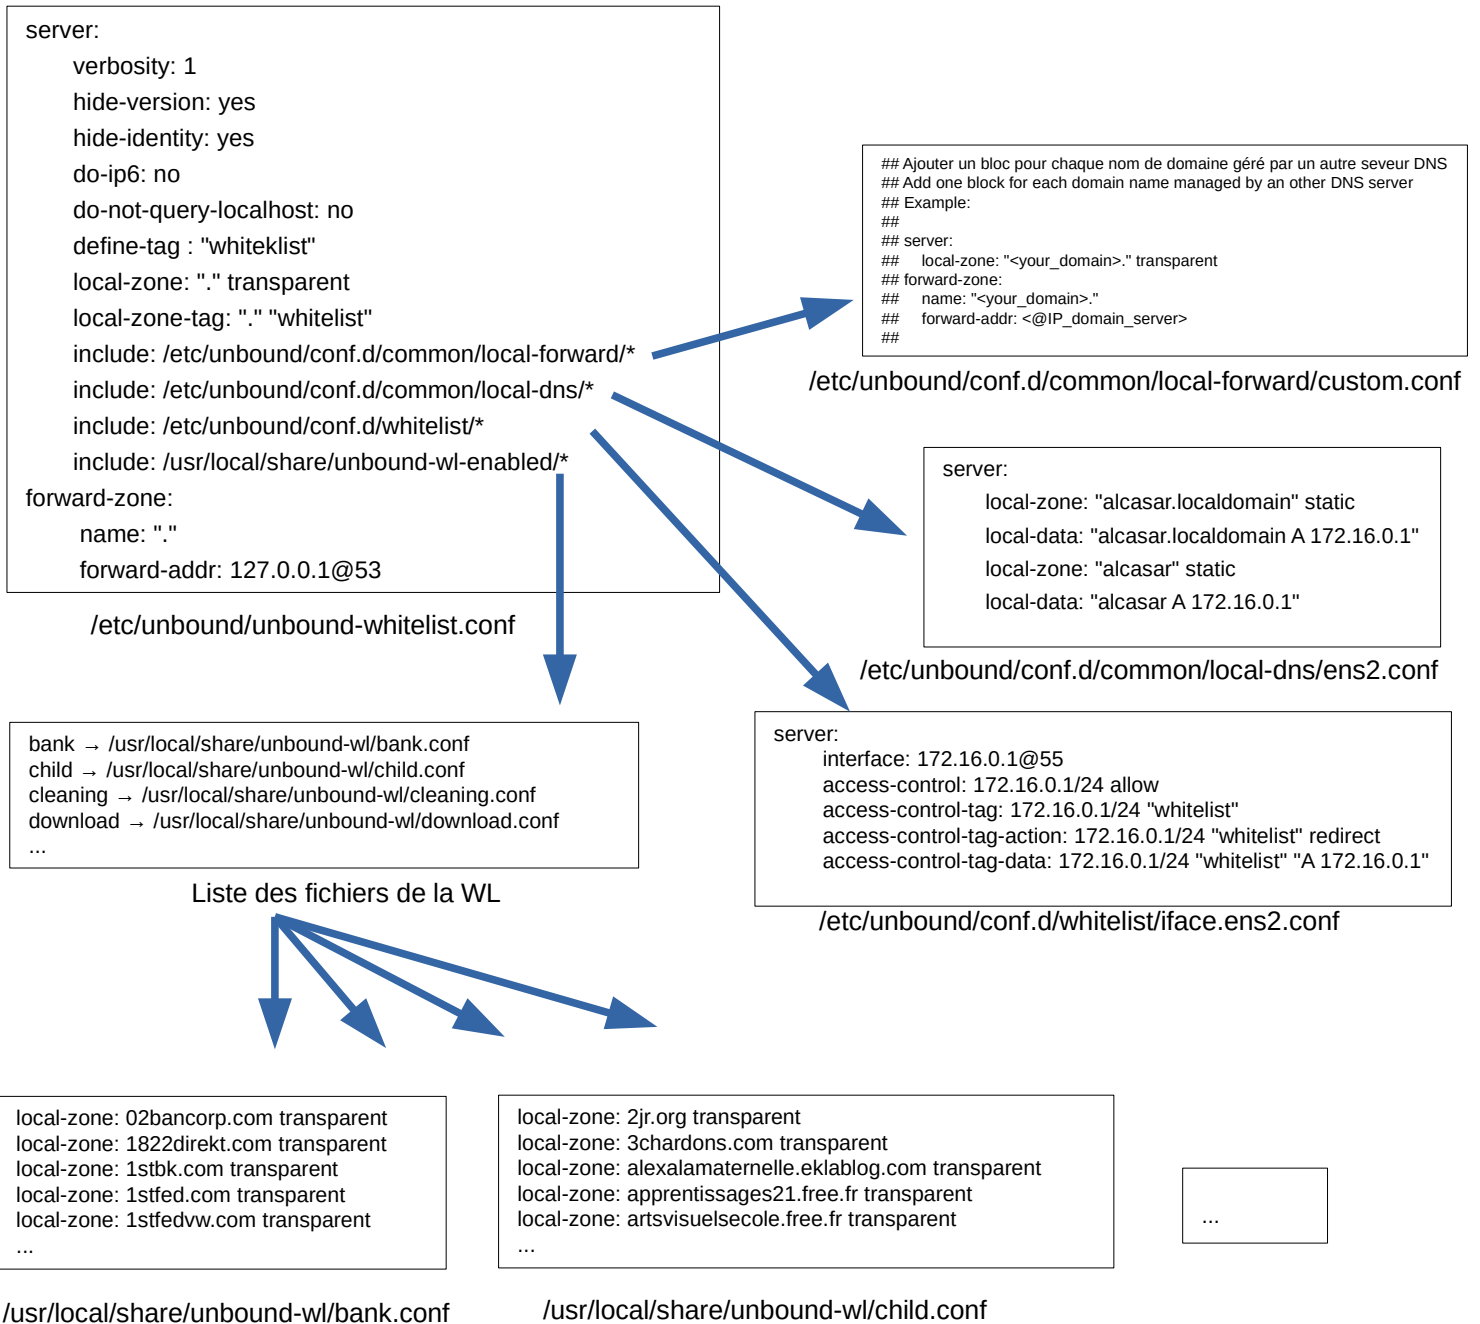 server:
verbosity: 1
hide-version: yes
hide-identity: yes
do-ip6: no
do-not-query-localhost: no
define-tag : "whiteklist"
local-zone: "." transparent
local-zone-tag: "." "whitelist"
include: /etc/unbound/conf.d/common/local-forward/*
include: /etc/unbound/conf.d/common/local-dns/*
include: /etc/unbound/conf.d/whitelist/*
include: /usr/local/share/unbound-wl-enabled/*
forward-zone:
name: "."
forward-addr: 127.0.0.1@53
/etc/unbound/unbound-whitelist.conf
## Ajouter un bloc pour chaque nom de domaine géré par un autre seveur DNS
## Add one block for each domain name managed by an other DNS server
## Example:
##
## server:
## local-zone: "<your_domain>." transparent
## forward-zone:
## name: "<your_domain>."
## forward-addr: <@IP_domain_server>
##
/etc/unbound/conf.d/common/local-forward/custom.conf
server:
local-zone: "alcasar.localdomain" static
local-data: "alcasar.localdomain A 172.16.0.1"
local-zone: "alcasar" static
local-data: "alcasar A 172.16.0.1"
/etc/unbound/conf.d/common/local-dns/ens2.conf
server:
interface: 172.16.0.1@55
access-control: 172.16.0.1/24 allow
access-control-tag: 172.16.0.1/24 "whitelist"
access-control-tag-action: 172.16.0.1/24 "whitelist" redirect
access-control-tag-data: 172.16.0.1/24 "whitelist" "A 172.16.0.1"
/etc/unbound/conf.d/whitelist/iface.ens2.conf
bank → /usr/local/share/unbound-wl/bank.conf
child → /usr/local/share/unbound-wl/child.conf
cleaning → /usr/local/share/unbound-wl/cleaning.conf
download → /usr/local/share/unbound-wl/download.conf
...
Liste des fichiers de la WL
local-zone: 02bancorp.com transparent
local-zone: 1822direkt.com transparent
local-zone: 1stbk.com transparent
local-zone: 1stfed.com transparent
local-zone: 1stfedvw.com transparent
...
/usr/local/share/unbound-wl/bank.conf
local-zone: 2jr.org transparent
local-zone: 3chardons.com transparent
local-zone: alexalamaternelle.eklablog.com transparent
local-zone: apprentissages21.free.fr transparent
local-zone: artsvisuelsecole.free.fr transparent
...
/usr/local/share/unbound-wl/child.conf
...